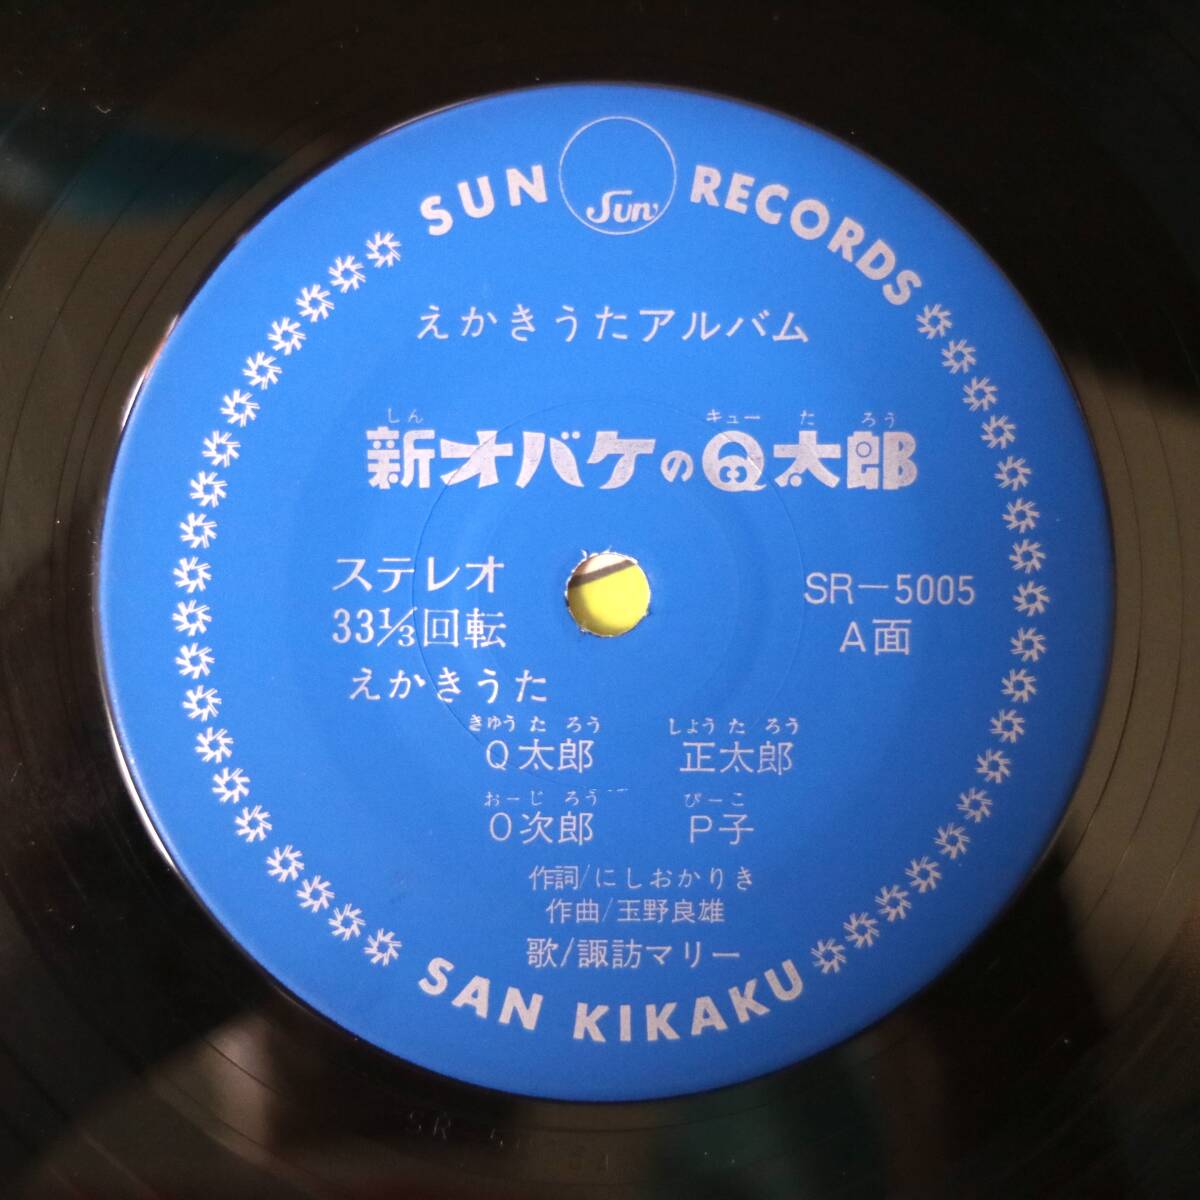 SUN Sun RECORDS
えかきうたアルバム
しん キュー た ろう
新オバケのQ太郎
ステレオ
33⅓回転
SR－5005
A面
えかきうた
きゆう た ろう しよう た ろう
Q太郎 正太郎
おーじ ろう ぴーこ
O次郎 P子
作詞/にしおかりき
作曲/玉野良雄
歌/諏訪マリー
SAN KIKAKU